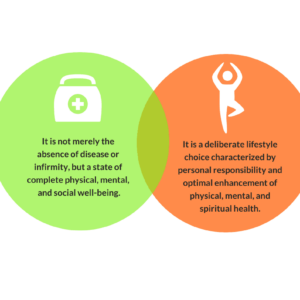 It is not merely the
absence of disease or
infirmity, but a state of
complete physical, mental,
and social well-being.
It is a deliberate lifestyle
choice characterized by
personal responsibility and
optimal enhancement of
physical, mental, and
spiritual health.